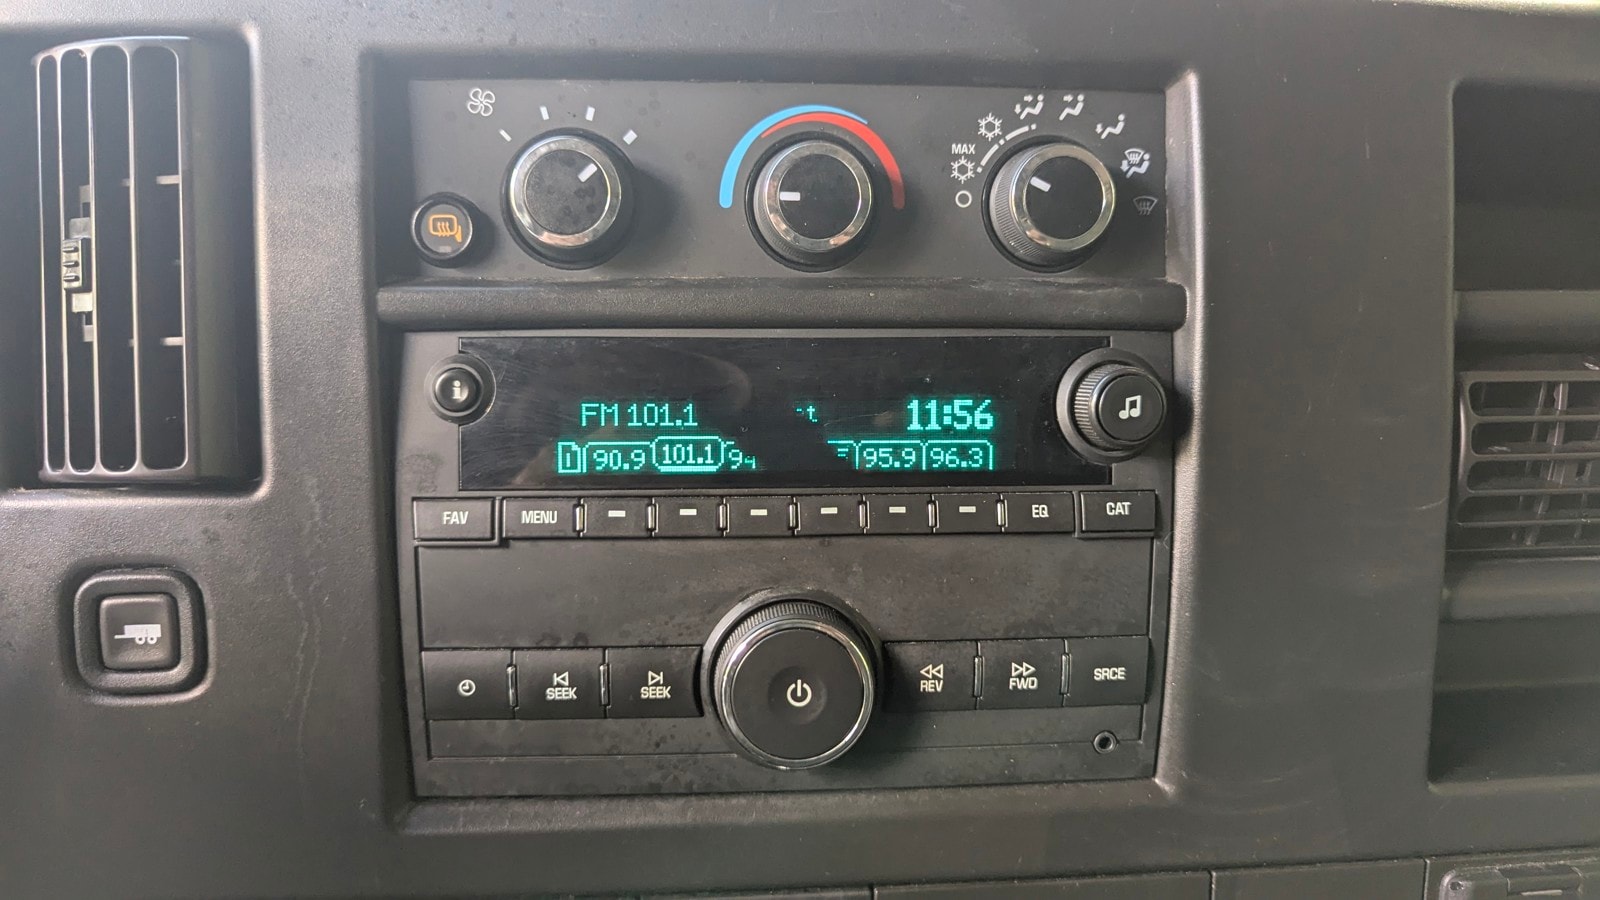 MAX
FM 101.1 11:56
1 90.9 101.1 95.9 96.3
FAV MENU EQ CAT
SEEK SEEK REV FWD SRCE